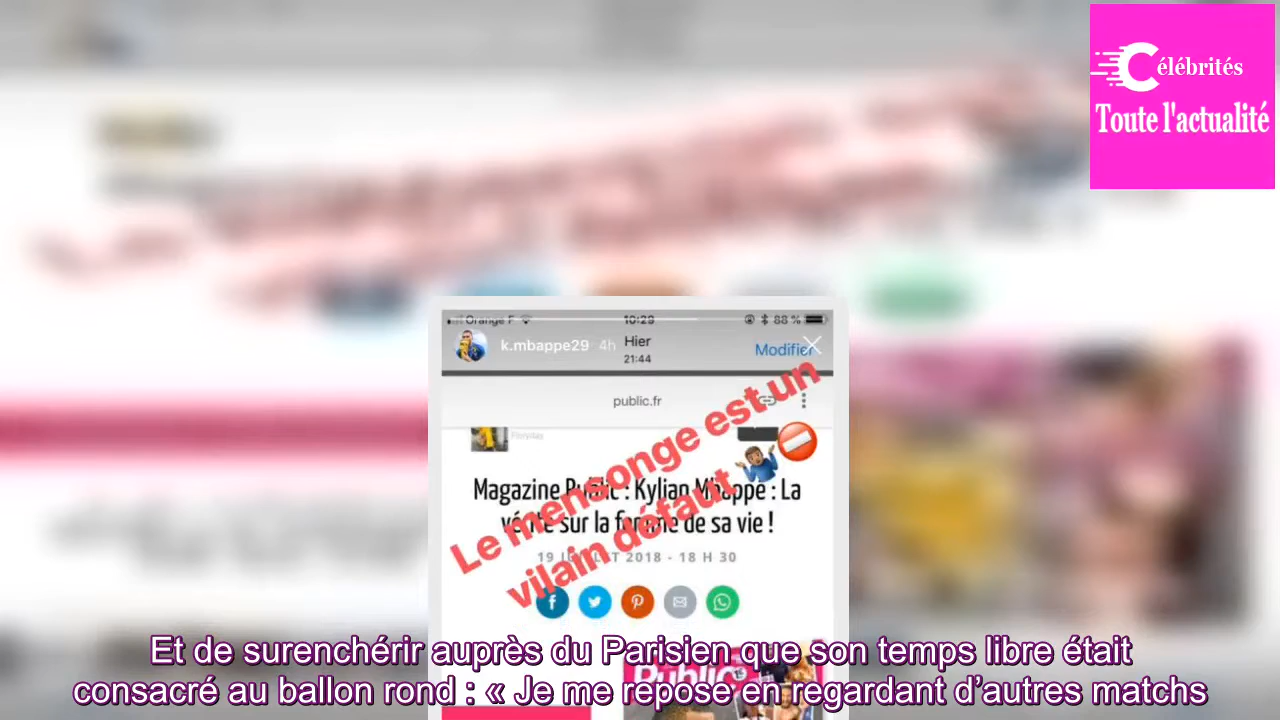 Célébrités
Toute l'actualité
Orange F 10:29 88 %
k.mbappe29 4h Hier
21:44
Modifier
public.fr
Le mensonge est un
vilain défaut
Magazine Public : Kylian Mbappé : La
vérité sur la femme de sa vie !
19 JUILLET 2018 - 18 H 30
Public
Et de surenchérir auprès du Parisien que son temps libre était
consacré au ballon rond : « Je me repose en regardant d’autres matchs